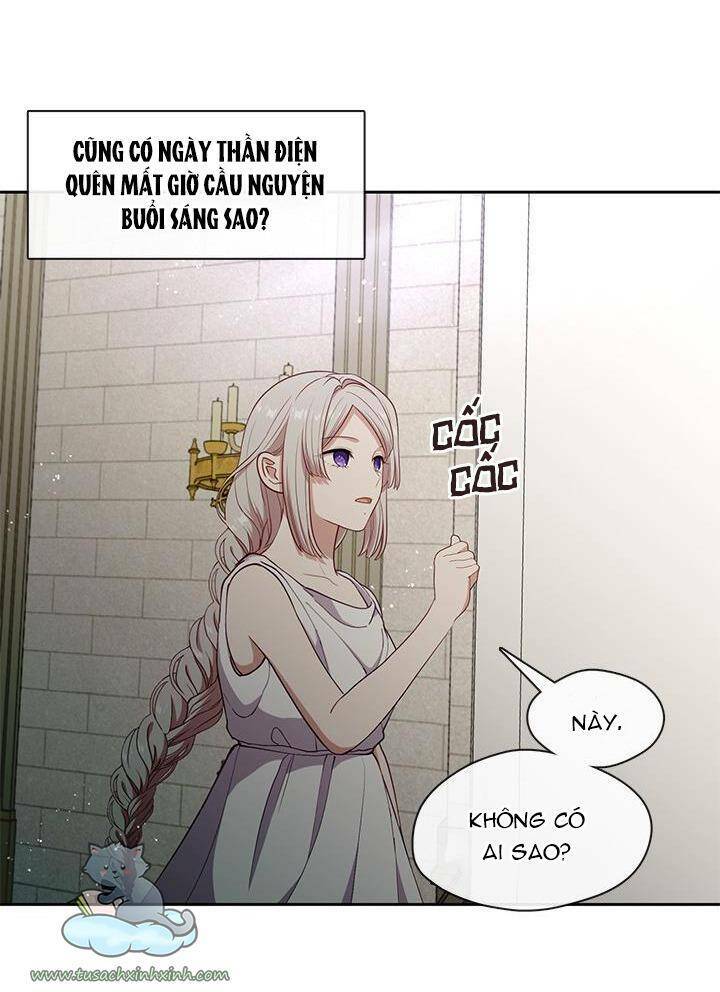 CŨNG CÓ NGÀY THẦN ĐIỆN
QUÊN MẤT GIỜ CẦU NGUYỆN
BUỔI SÁNG SAO?
CỐC
CỐC
NÀY,
KHÔNG CÓ
AI SAO?
www.tusachxinhxinh.com